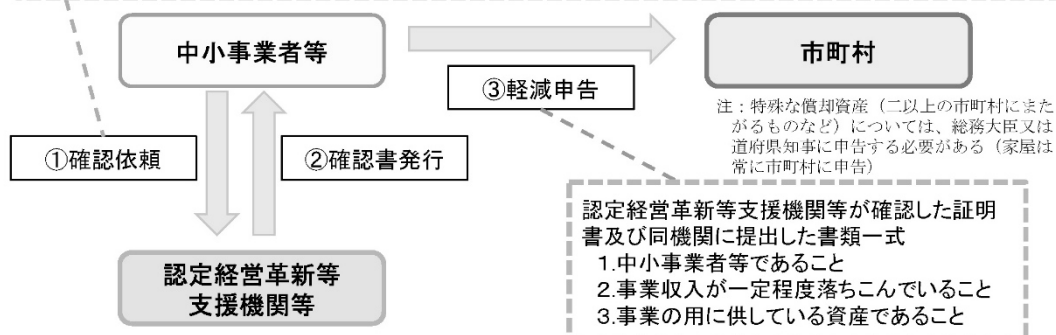 中小事業者等
市町村
③軽減申告
注：特殊な償却資産（二以上の市町村にまた
がるものなど）については、総務大臣又は
道府県知事に申告する必要がある（家屋は
常に市町村に申告）
①確認依頼
②確認書発行
認定経営革新等
支援機関等
認定経営革新等支援機関等が確認した証明
書及び同機関に提出した書類一式
1.中小事業者等であること
2.事業収入が一定程度落ちこんでいること
3.事業の用に供している資産であること